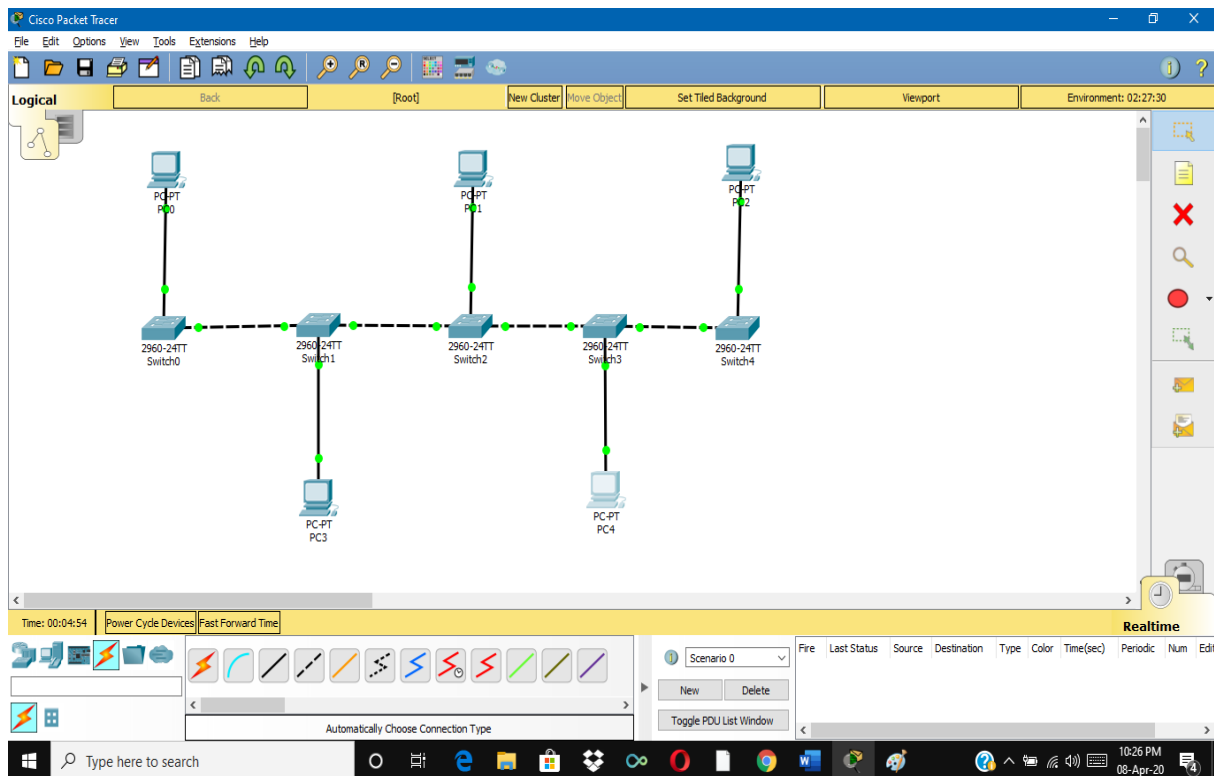 Cisco Packet Tracer
File Edit Options View Tools Extensions Help
Logical Back [Root] New Cluster Move Object Set Tiled Background Viewport Environment: 02:27:30
PC-PT
PC0
PC-PT
PC1
PC-PT
PC2
2960-24TT
Switch0
2960-24TT
Switch1
2960-24TT
Switch2
2960-24TT
Switch3
2960-24TT
Switch4
PC-PT
PC3
PC-PT
PC4
Time: 00:04:54 Power Cycle Devices Fast Forward Time
Realtime
Scenario 0
New Delete
Toggle PDU List Window
Fire Last Status Source Destination Type Color Time(sec) Periodic Num Edit
Automatically Choose Connection Type
Type here to search
10:26 PM
08-Apr-20
4